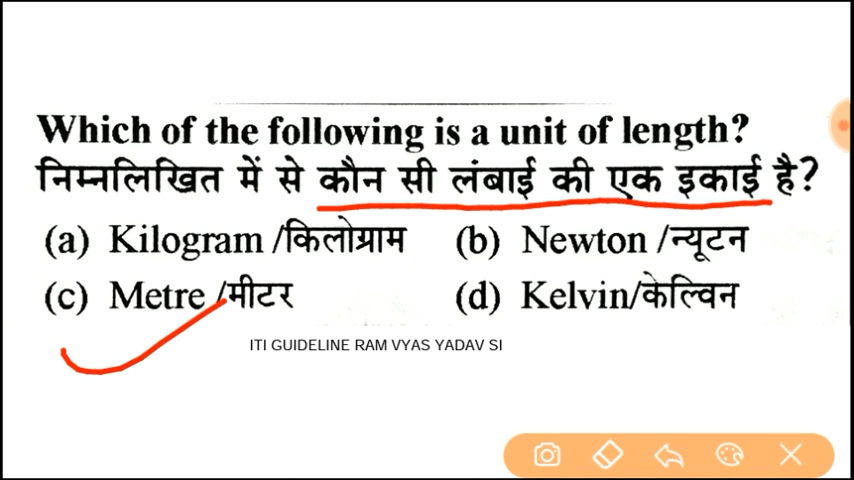 Which of the following is a unit of length?
निम्नलिखित में से कौन सी लंबाई की एक इकाई है?
(a) Kilogram /किलोग्राम (b) Newton /न्यूटन
(c) Metre /मीटर (d) Kelvin/केल्विन
ITI GUIDELINE RAM VYAS YADAV SI